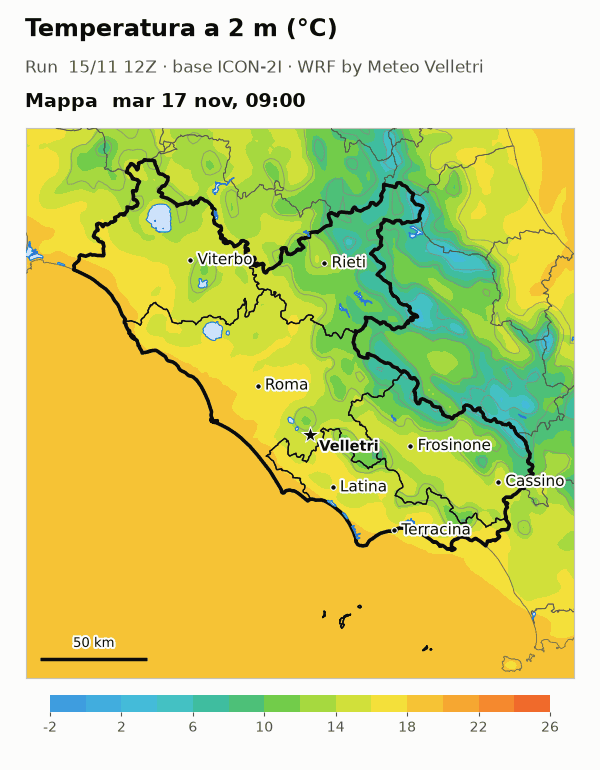 Temperatura a 2 m (°C)
Run  15/11 12Z · base ICON-2I · WRF by Meteo Velletri
Mappa  mar 17 nov, 09:00
Viterbo
Rieti
Roma
Velletri
Frosinone
Latina
Cassino
Terracina
50 km
-2 2 6 10 14 18 22 26